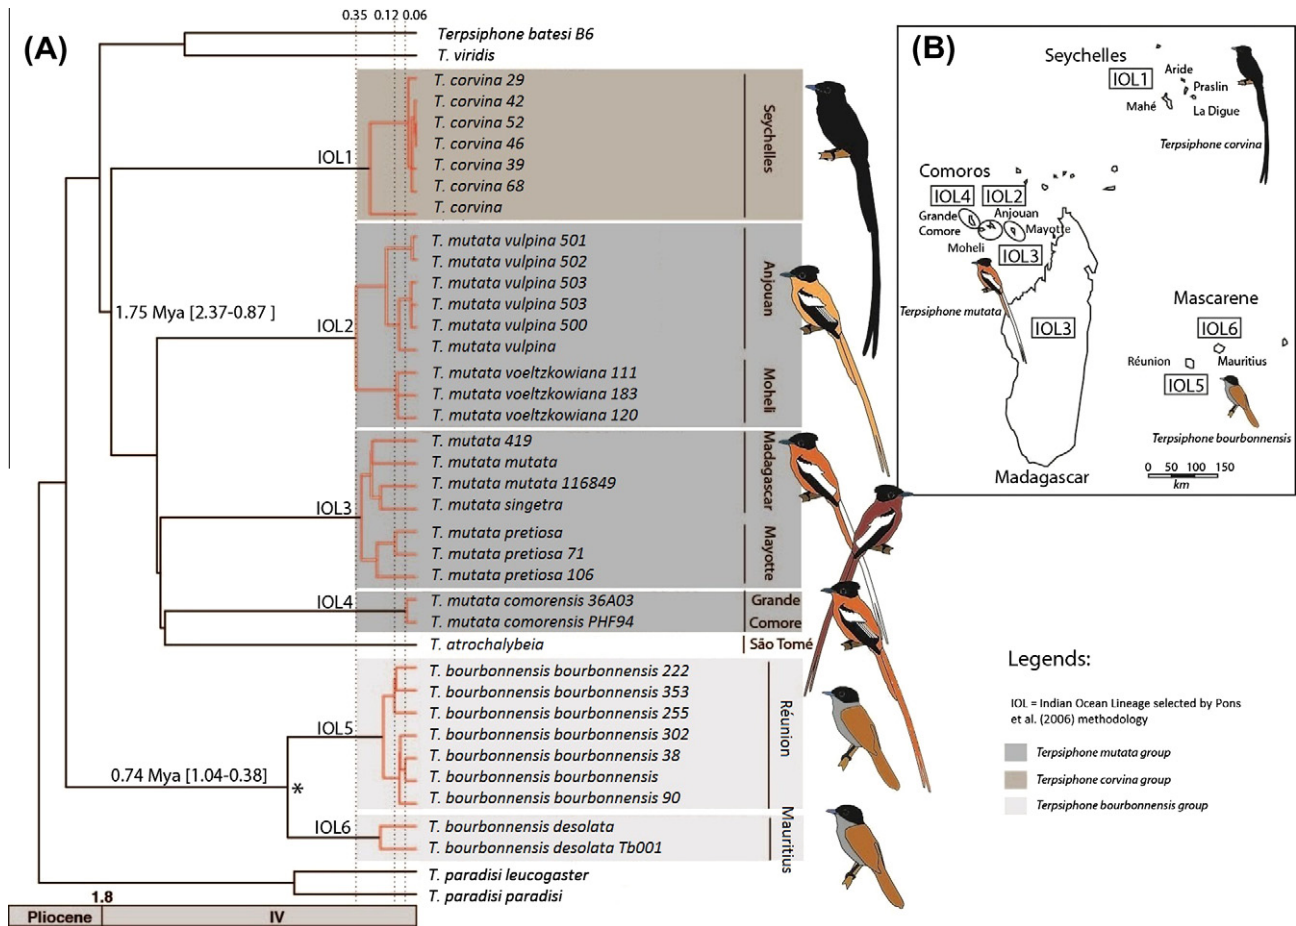 (A)
0.35 0.12 0.06
Terpsiphone batesi B6
T. viridis
IOL1
T. corvina 29
T. corvina 42
T. corvina 52
T. corvina 46
T. corvina 39
T. corvina 68
T. corvina
Seychelles
1.75 Mya [2.37-0.87 ]
IOL2
T. mutata vulpina 501
T. mutata vulpina 502
T. mutata vulpina 503
T. mutata vulpina 503
T. mutata vulpina 500
T. mutata vulpina
Anjouan
T. mutata voeltzkowiana 111
T. mutata voeltzkowiana 183
T. mutata voeltzkowiana 120
Moheli
IOL3
T. mutata 419
T. mutata mutata
T. mutata mutata 116849
T. mutata singetra
Madagascar
T. mutata pretiosa
T. mutata pretiosa 71
T. mutata pretiosa 106
Mayotte
IOL4
T. mutata comorensis 36A03
T. mutata comorensis PHF94
Grande
Comore
T. atrochalybeia
São Tomé
IOL5
T. bourbonnensis bourbonnensis 222
T. bourbonnensis bourbonnensis 353
T. bourbonnensis bourbonnensis 255
T. bourbonnensis bourbonnensis 302
T. bourbonnensis bourbonnensis 38
T. bourbonnensis bourbonnensis
T. bourbonnensis bourbonnensis 90
Réunion
0.74 Mya [1.04-0.38]
*
IOL6
T. bourbonnensis desolata
T. bourbonnensis desolata Tb001
Mauritius
T. paradisi leucogaster
T. paradisi paradisi
1.8
Pliocene IV
(B)
Seychelles
IOL1
Aride
Praslin
Mahé
La Digue
Terpsiphone corvina
Comoros
IOL4 IOL2
Grande
Comore
Anjouan
Mayotte
Moheli
IOL3
Terpsiphone mutata
IOL3
Mascarene
IOL6
Réunion
Mauritius
IOL5
Terpsiphone bourbonnensis
Madagascar
0 50 100 150
km
Legends:
IOL = Indian Ocean Lineage selected by Pons
et al. (2006) methodology
Terpsiphone mutata group
Terpsiphone corvina group
Terpsiphone bourbonnensis group